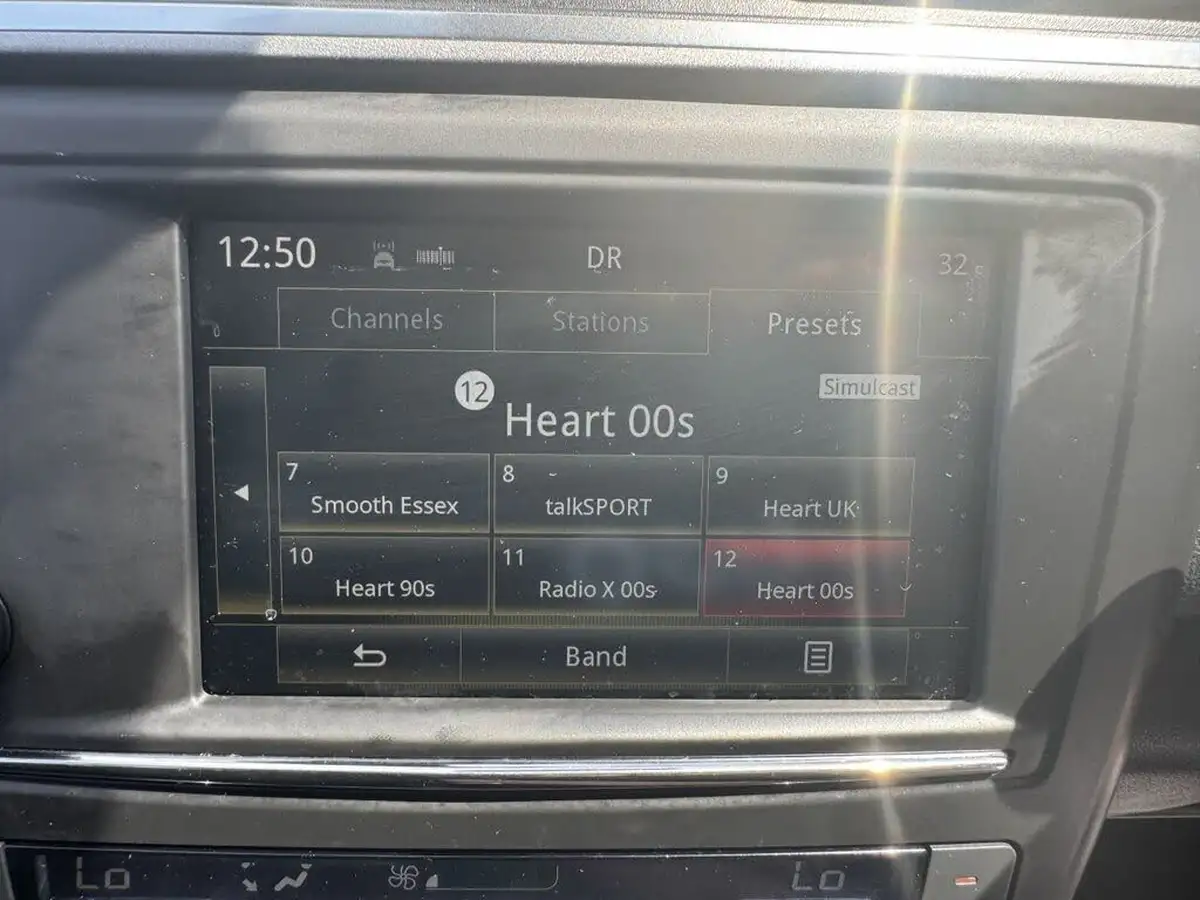 12:50 DR 32
Channels Stations Presets
12 Simulcast
Heart 00s
7 8 9
Smooth Essex talkSPORT Heart UK
10 11 12
Heart 90s Radio X 00s Heart 00s
Band
Lo Lo